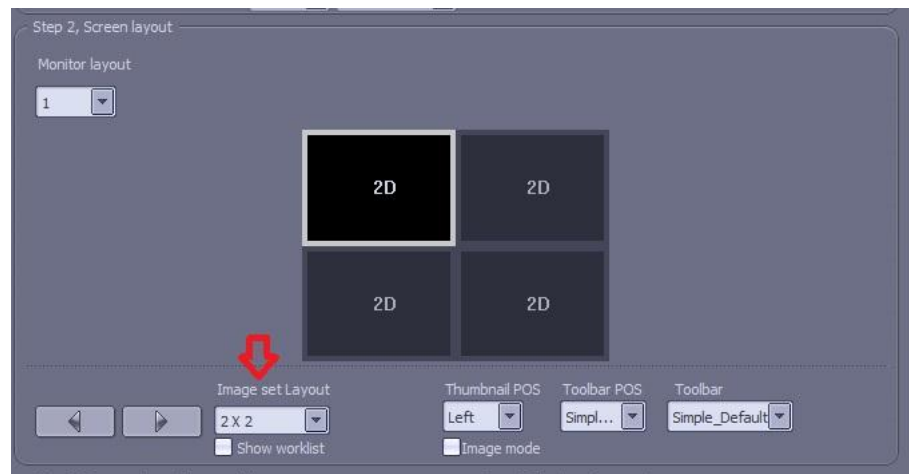 Step 2, Screen layout
Monitor layout
1
2D
2D
2D
2D
Image set Layout
Thumbnail POS
Toolbar POS
Toolbar
2 X 2
Left
Simpl...
Simple_Default
Show worklist
Image mode